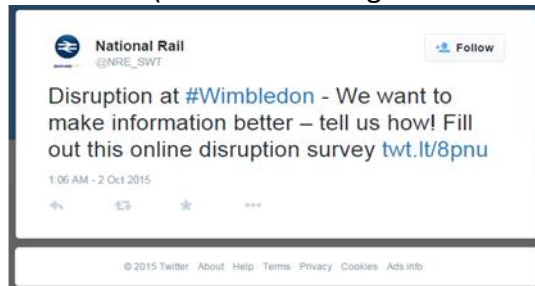 National Rail
@NRE_SWT
Follow
Disruption at #Wimbledon - We want to
make information better – tell us how! Fill
out this online disruption survey twt.lt/8pnu
1:06 AM - 2 Oct 2015
© 2015 Twitter About Help Terms Privacy Cookies Ads info